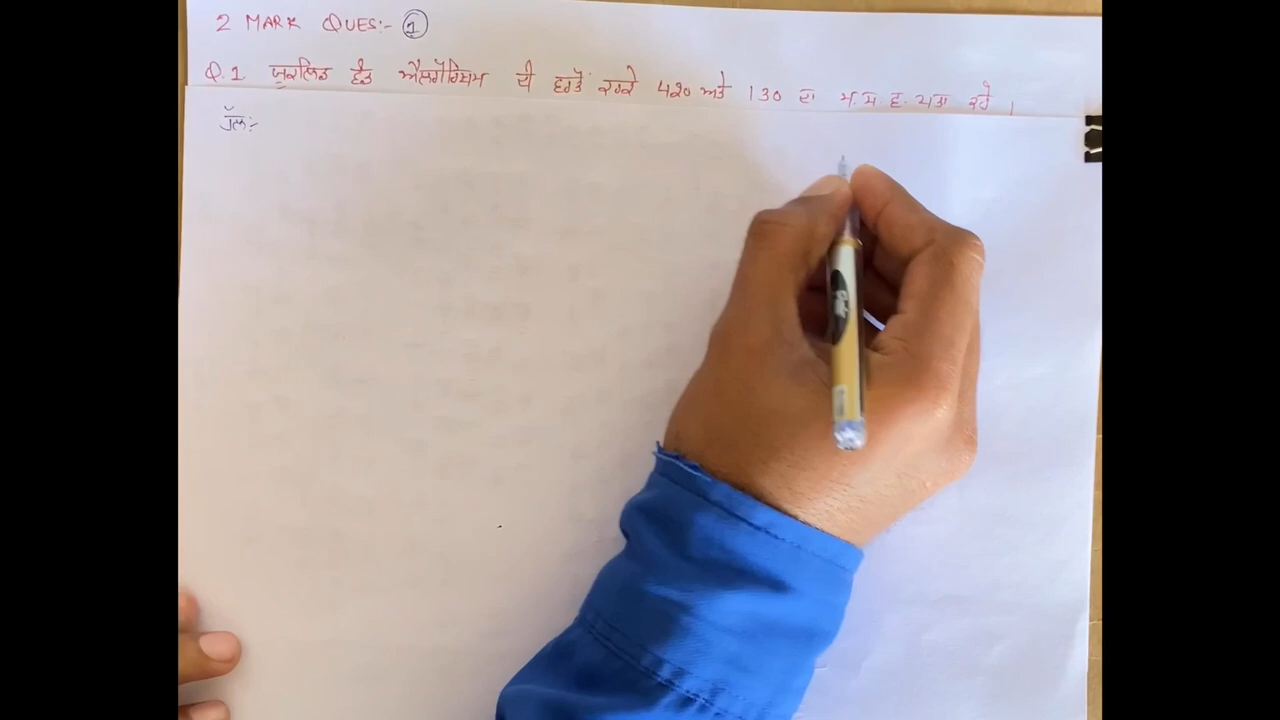 2 MARK QUES:- 1
Q.1. ਯੂਕਲਿਡ ਵੰਡ ਐਲਗੋਰਿਥਮ ਦੀ ਵਰਤੋਂ ਕਰਕੇ 420 ਅਤੇ 130 ਦਾ ਮ.ਸ.ਵ. ਪਤਾ ਕਰੋ ।
ਹੱਲ:-